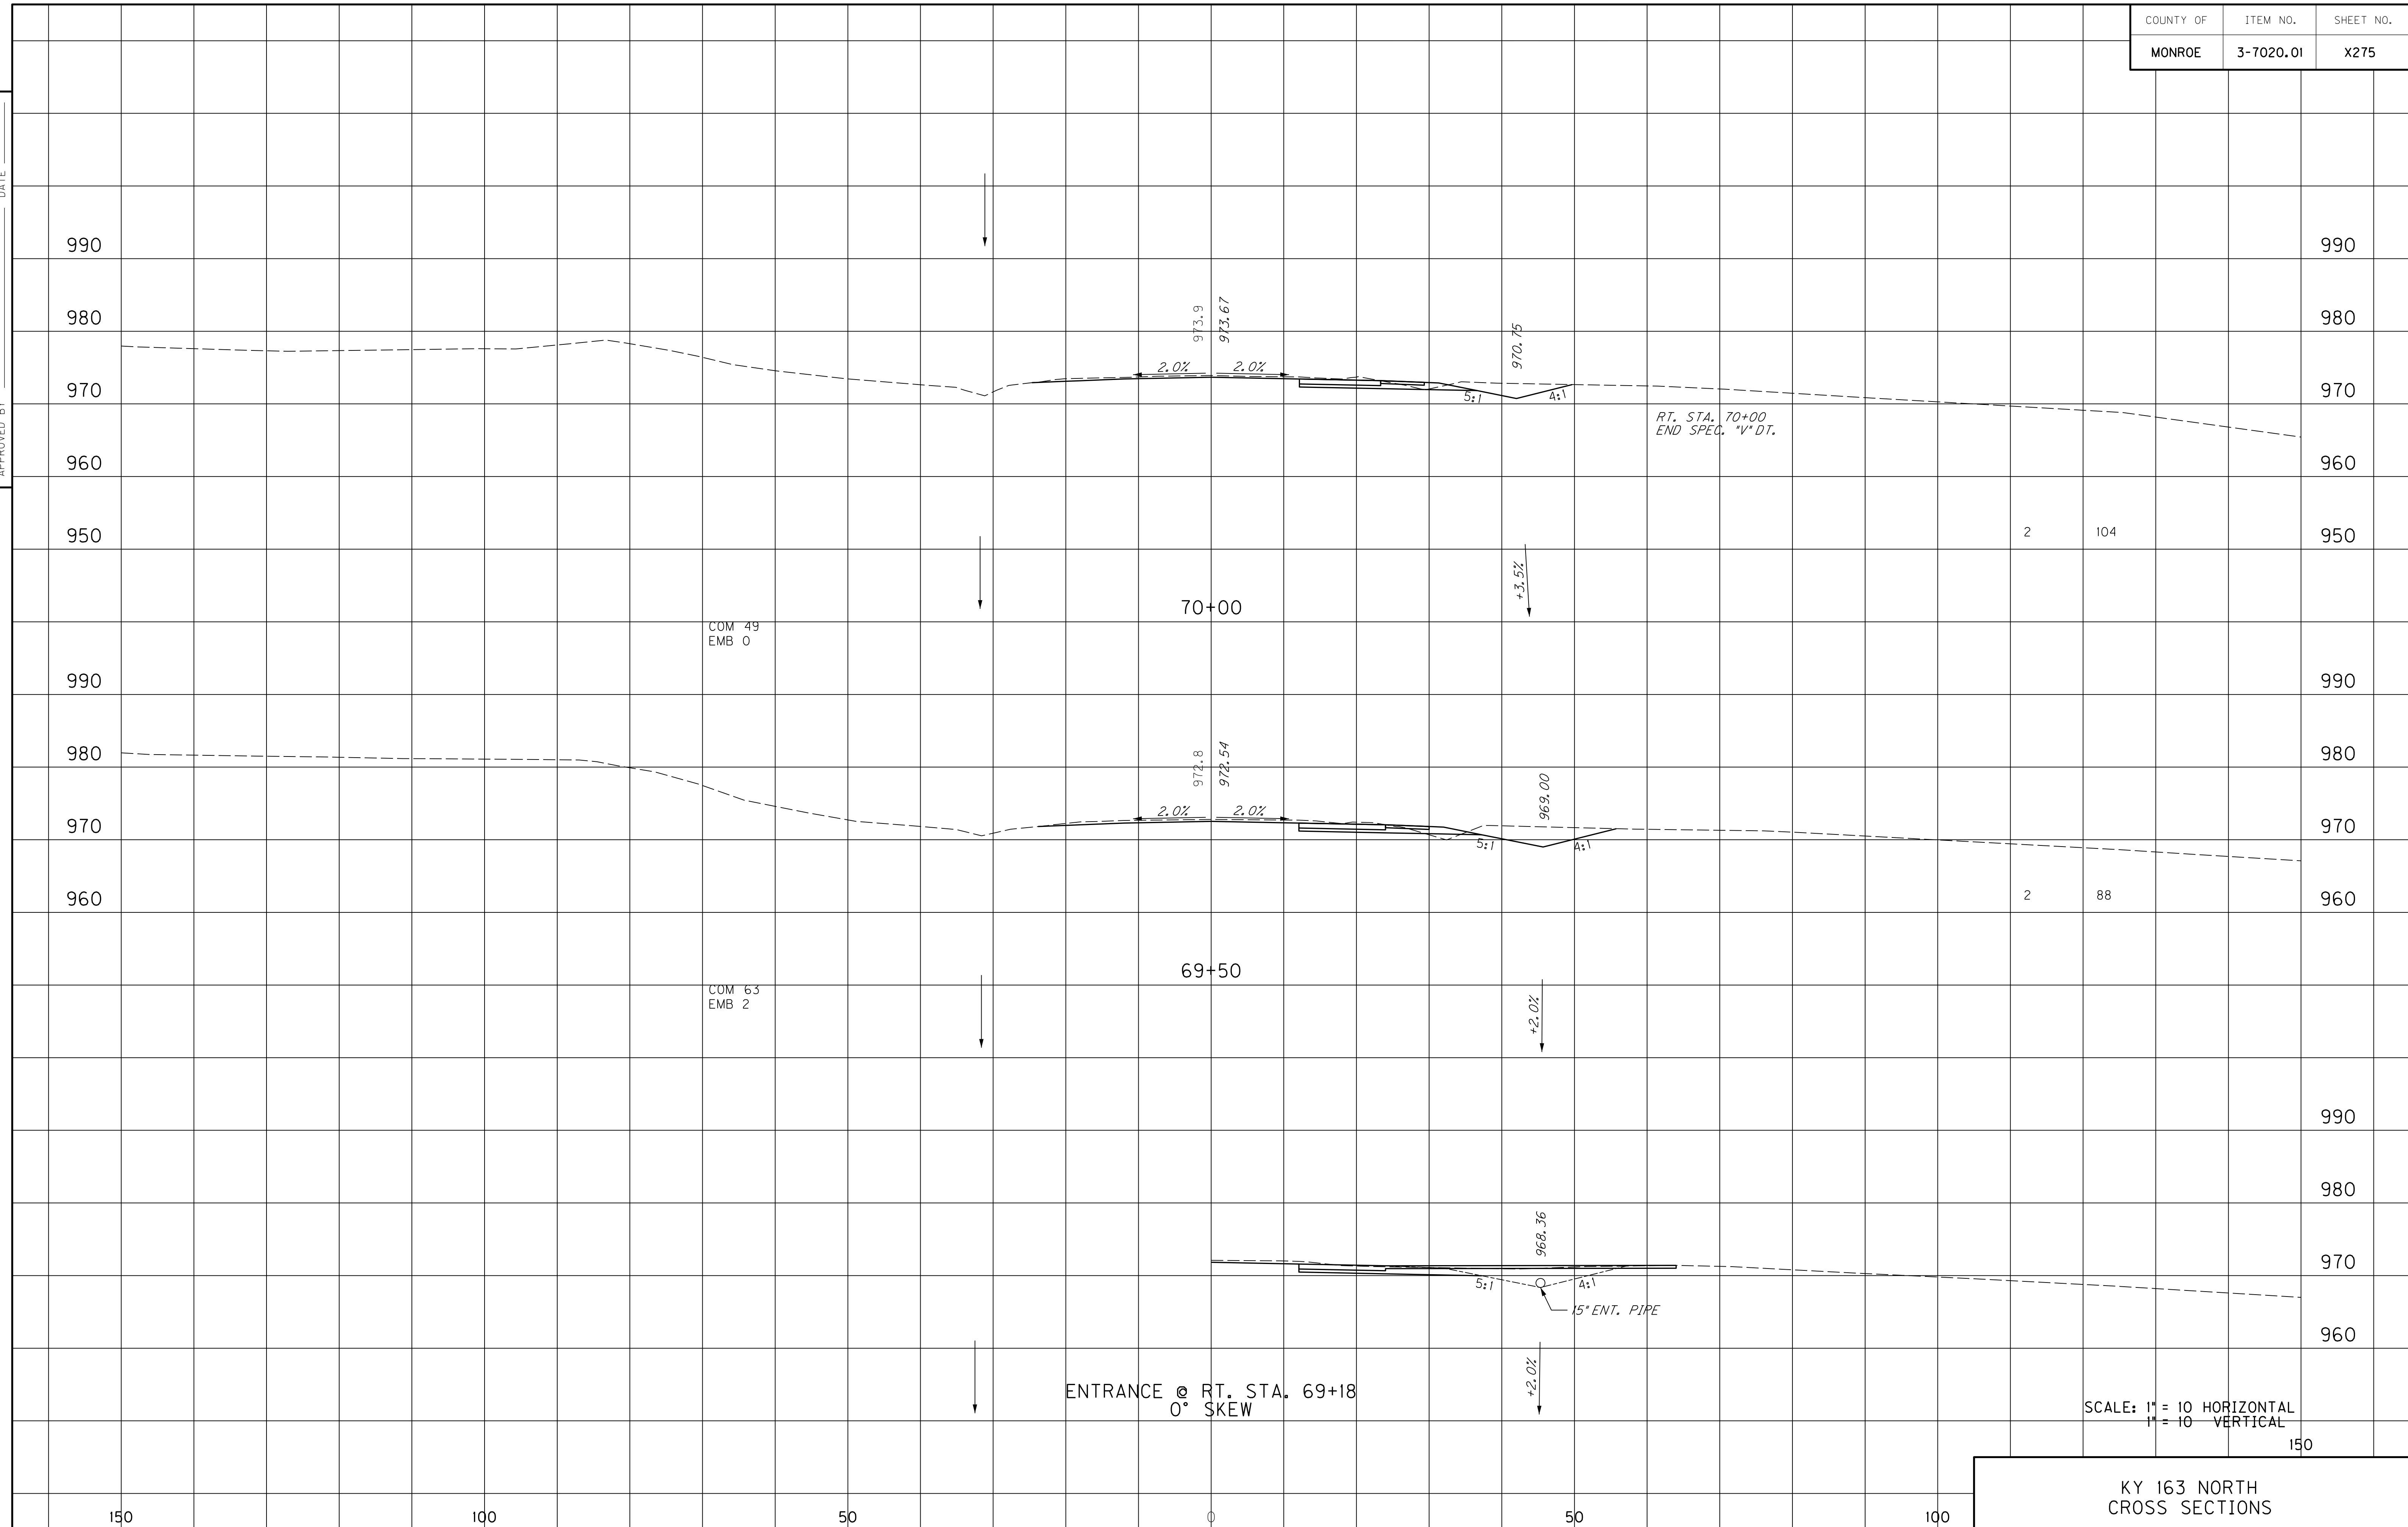 COUNTY OF ITEM NO. SHEET NO.
MONROE 3-7020.01 X275
APPROVED BY DATE
990 990
973.9 973.67 970.75
980 980
2.0% 2.0%
970 970
5:1 4:1
RT. STA. 70+00
END SPEC. "V" DT.
960 960
950 2 104 950
+3.5%
70+00
COM 49
EMB 0
990 990
972.8 972.54 969.00
980 980
2.0% 2.0%
970 970
5:1 4:1
960 2 88 960
69+50
COM 63
EMB 2
+2.0%
990
980
968.36
970
5:1 4:1
15" ENT. PIPE
960
+2.0%
ENTRANCE @ RT. STA. 69+18
0° SKEW
SCALE: 1" = 10 HORIZONTAL
1" = 10 VERTICAL
150
KY 163 NORTH
CROSS SECTIONS
150 100 50 0 50 100